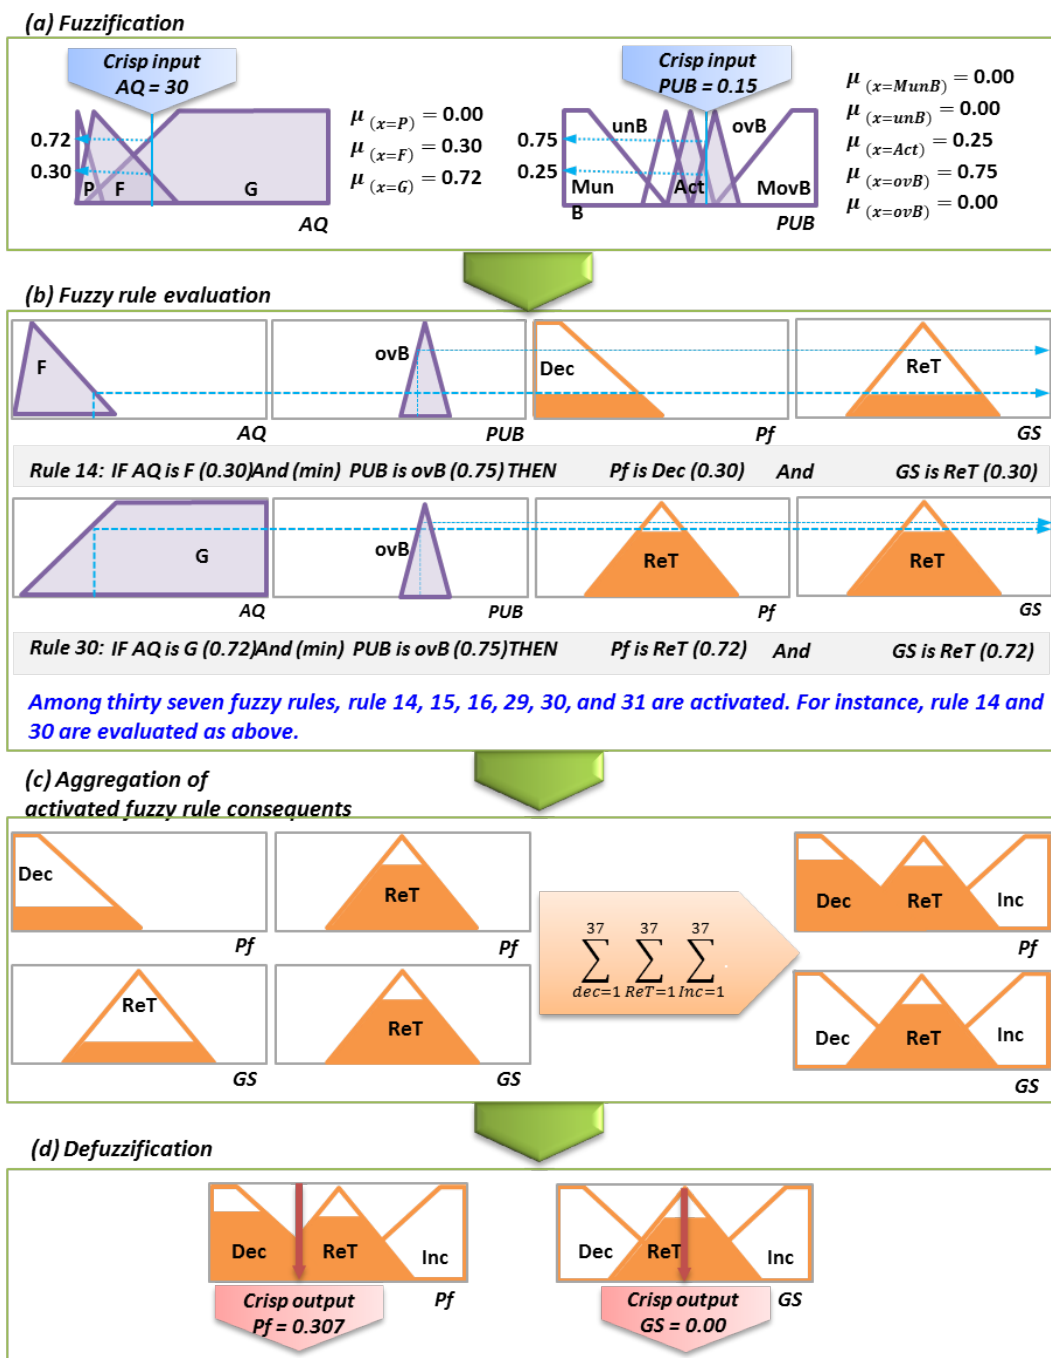 (a) Fuzzification
Crisp input
AQ = 30
0.72
0.30
P
F
G
AQ
μ (x=P) = 0.00
μ (x=F) = 0.30
μ (x=G) = 0.72
Crisp input
PUB = 0.15
0.75
0.25
unB
ovB
Mun
B
Act
MovB
PUB
μ (x=MunB) = 0.00
μ (x=unB) = 0.00
μ (x=Act) = 0.25
μ (x=ovB) = 0.75
μ (x=ovB) = 0.00
(b) Fuzzy rule evaluation
F
AQ
ovB
PUB
Dec
Pf
ReT
GS
Rule 14: IF AQ is F (0.30)And (min) PUB is ovB (0.75)THEN Pf is Dec (0.30) And GS is ReT (0.30)
G
AQ
ovB
PUB
ReT
Pf
ReT
GS
Rule 30: IF AQ is G (0.72)And (min) PUB is ovB (0.75)THEN Pf is ReT (0.72) And GS is ReT (0.72)
Among thirty seven fuzzy rules, rule 14, 15, 16, 29, 30, and 31 are activated. For instance, rule 14 and
30 are evaluated as above.
(c) Aggregation of
activated fuzzy rule consequents
Dec
Pf
ReT
Pf
ReT
GS
ReT
GS
37 37 37
∑ ∑ ∑
dec=1 ReT=1 Inc=1
Dec ReT Inc
Pf
Dec ReT Inc
GS
(d) Defuzzification
Dec ReT Inc
Pf
Crisp output
Pf = 0.307
Dec ReT Inc
GS
Crisp output
GS = 0.00